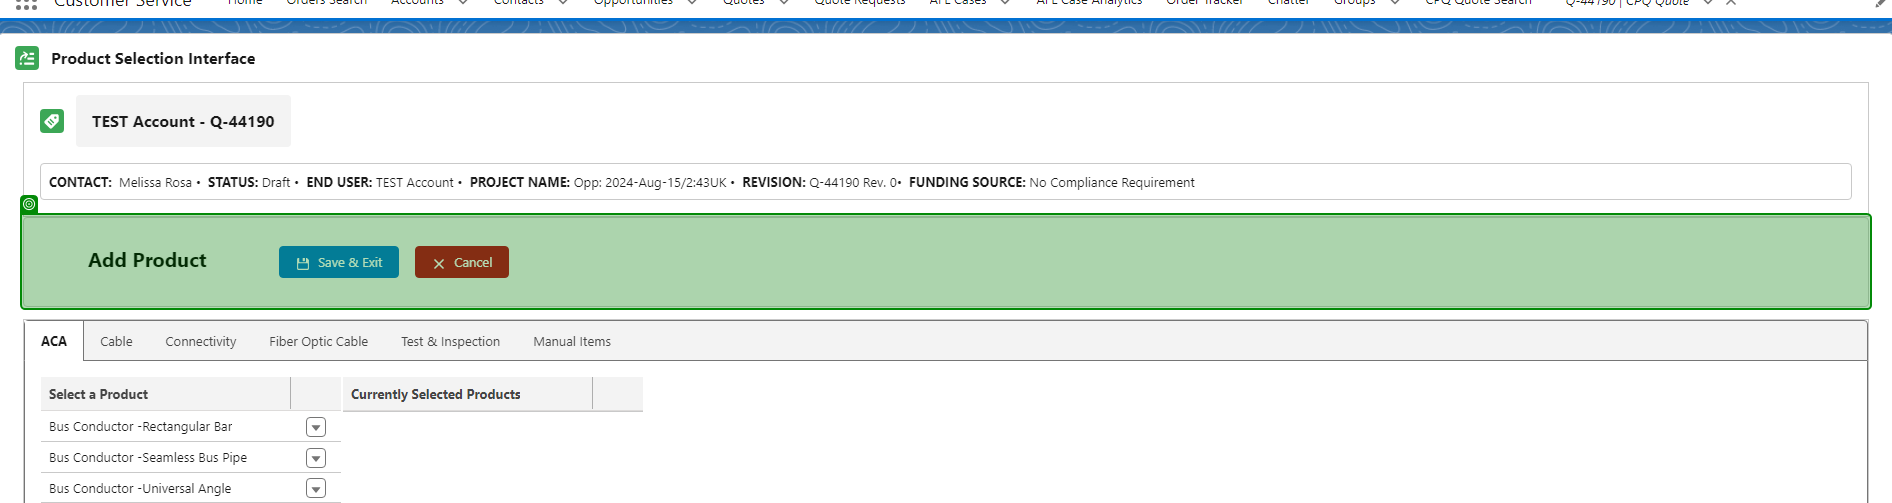 Customer Service Home Orders Search Accounts Contacts Opportunities Quotes Quote Requests AFL Cases AFL Case Analytics Order Tracker Chatter Groups CPQ Quote Search Q-44190 | CPQ Quote
Product Selection Interface
TEST Account - Q-44190
CONTACT: Melissa Rosa • STATUS: Draft • END USER: TEST Account • PROJECT NAME: Opp: 2024-Aug-15/2:43UK • REVISION: Q-44190 Rev. 0• FUNDING SOURCE: No Compliance Requirement
Add Product Save & Exit Cancel
ACA Cable Connectivity Fiber Optic Cable Test & Inspection Manual Items
Select a Product Currently Selected Products
Bus Conductor -Rectangular Bar
Bus Conductor -Seamless Bus Pipe
Bus Conductor -Universal Angle